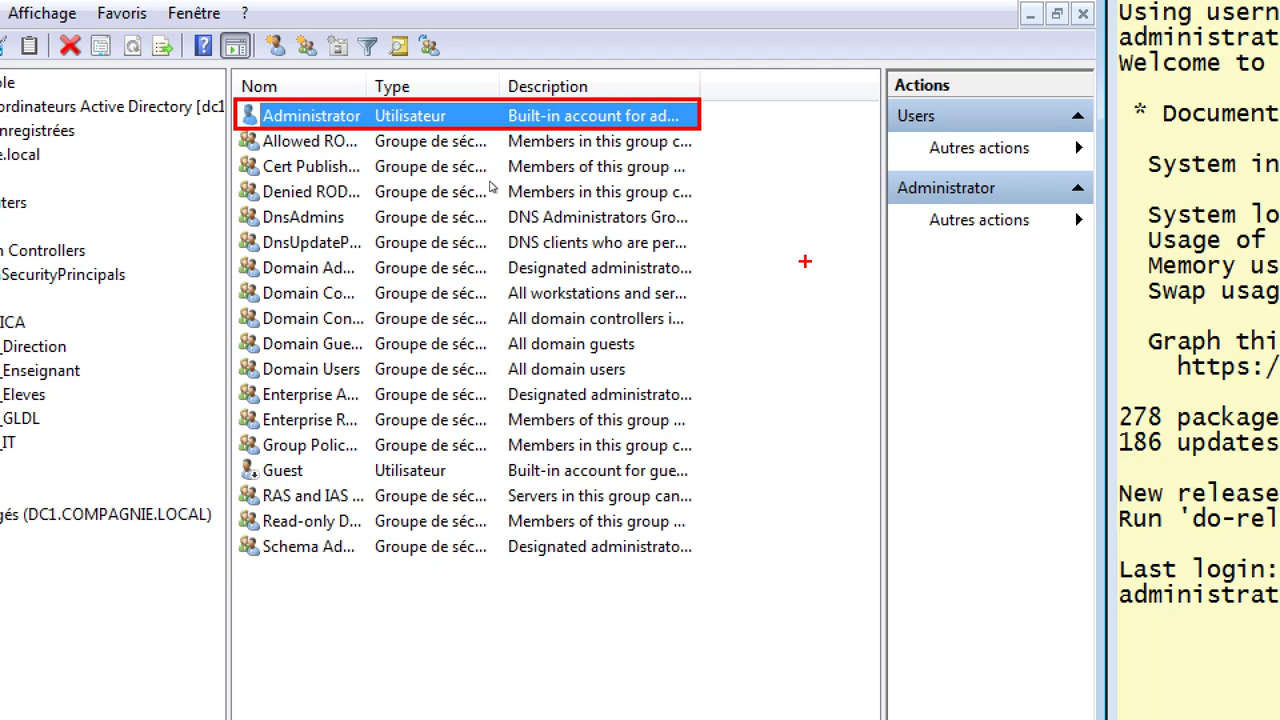 Affichage Favoris Fenêtre ?
ple
ordinateurs Active Directory [dc1
nregistrées
e.local
ters
n Controllers
nSecurityPrincipals
ICA
_Direction
_Enseignant
_Eleves
_GLDL
_IT
gés (DC1.COMPAGNIE.LOCAL)
Nom Type Description
Administrator Utilisateur Built-in account for ad...
Allowed RO... Groupe de séc... Members in this group c...
Cert Publish... Groupe de séc... Members of this group ...
Denied ROD... Groupe de séc... Members in this group c...
DnsAdmins Groupe de séc... DNS Administrators Gro...
DnsUpdateP... Groupe de séc... DNS clients who are per...
Domain Ad... Groupe de séc... Designated administrato...
Domain Co... Groupe de séc... All workstations and ser...
Domain Con... Groupe de séc... All domain controllers i...
Domain Gue... Groupe de séc... All domain guests
Domain Users Groupe de séc... All domain users
Enterprise A... Groupe de séc... Designated administrato...
Enterprise R... Groupe de séc... Members of this group ...
Group Polic... Groupe de séc... Members in this group c...
Guest Utilisateur Built-in account for gue...
RAS and IAS ... Groupe de séc... Servers in this group can...
Read-only D... Groupe de séc... Members of this group ...
Schema Ad... Groupe de séc... Designated administrato...
Actions
Users
Autres actions
Administrator
Autres actions
Using usern
administrat
Welcome to
* Document
System in
System lo
Usage of
Memory us
Swap usag
Graph thi
https:/
278 package
186 updates
New release
Run 'do-rel
Last login:
administrat